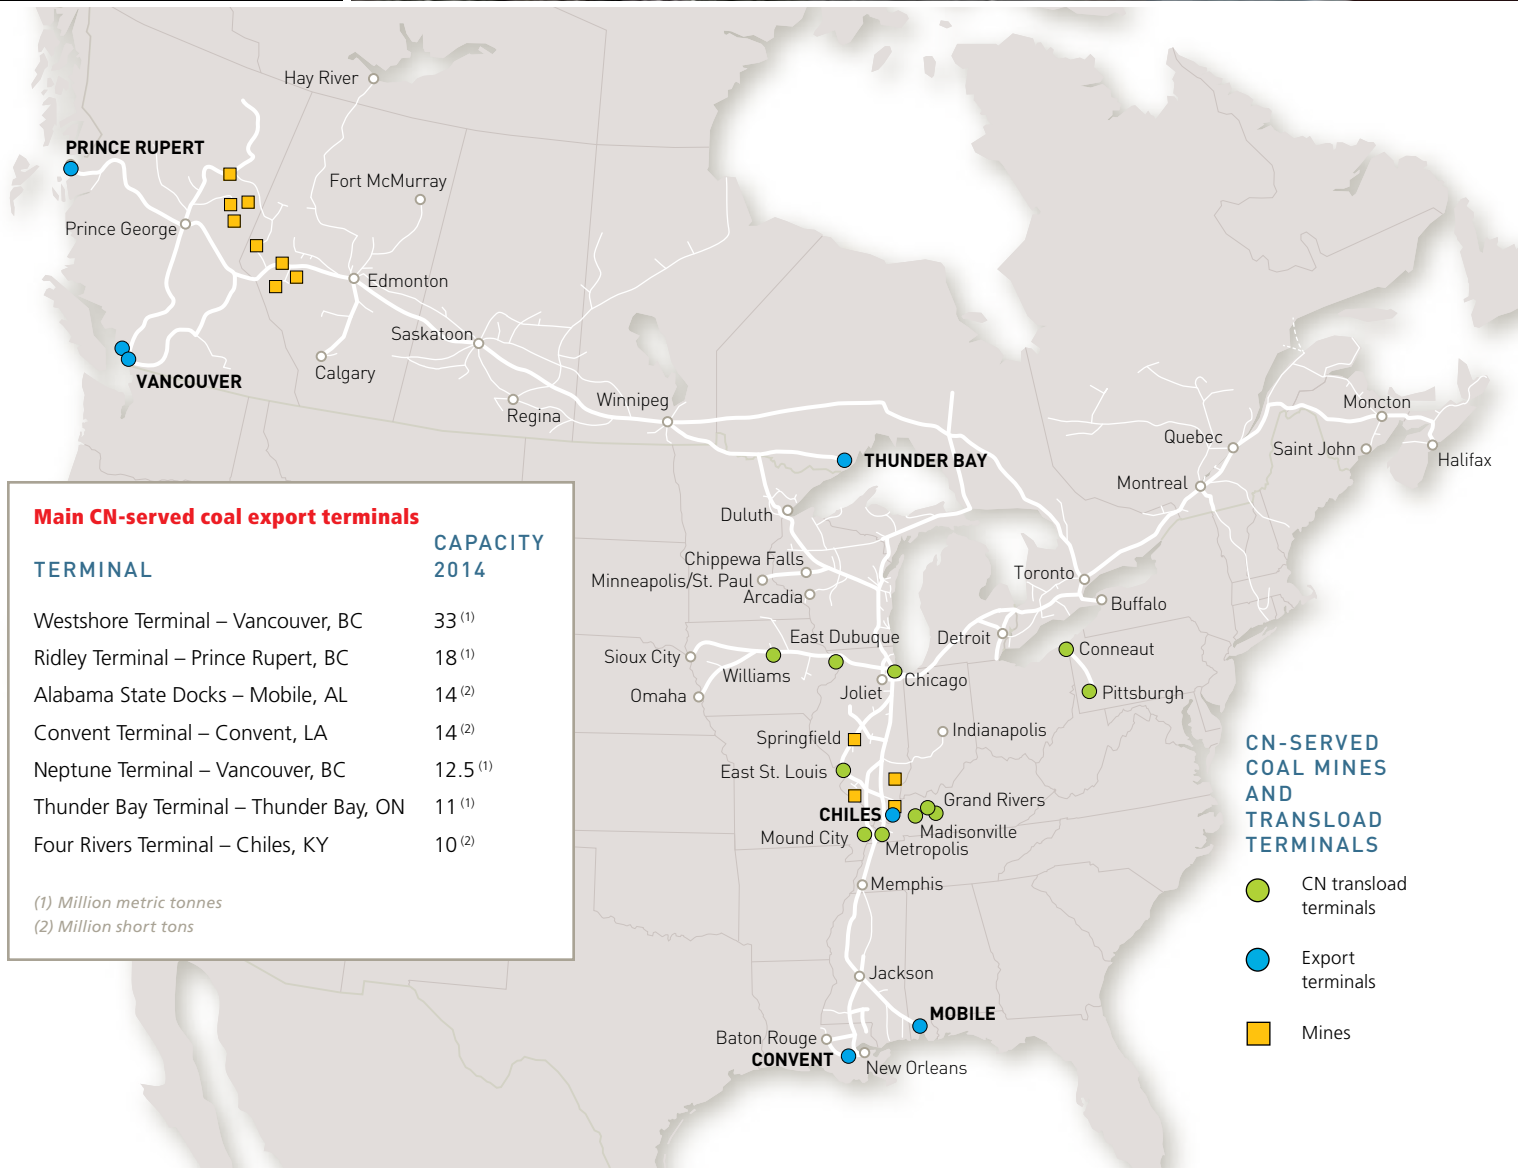 Hay River
PRINCE RUPERT
Fort McMurray
Prince George
Edmonton
Saskatoon
VANCOUVER
Calgary
Regina
Winnipeg
THUNDER BAY
Moncton
Quebec
Saint John
Halifax
Montreal
Duluth
Chippewa Falls
Minneapolis/St. Paul
Arcadia
Toronto
Buffalo
East Dubuque
Detroit
Conneaut
Sioux City
Williams
Chicago
Joliet
Omaha
Pittsburgh
Springfield
Indianapolis
East St. Louis
Grand Rivers
CHILES
Madisonville
Mound City
Metropolis
Memphis
Jackson
MOBILE
Baton Rouge
CONVENT
New Orleans
Main CN-served coal export terminals
TERMINAL CAPACITY 2014
Westshore Terminal – Vancouver, BC 33 (1)
Ridley Terminal – Prince Rupert, BC 18 (1)
Alabama State Docks – Mobile, AL 14 (2)
Convent Terminal – Convent, LA 14 (2)
Neptune Terminal – Vancouver, BC 12.5 (1)
Thunder Bay Terminal – Thunder Bay, ON 11 (1)
Four Rivers Terminal – Chiles, KY 10 (2)
(1) Million metric tonnes
(2) Million short tons
CN-SERVED
COAL MINES
AND
TRANSLOAD
TERMINALS
CN transload
terminals
Export
terminals
Mines